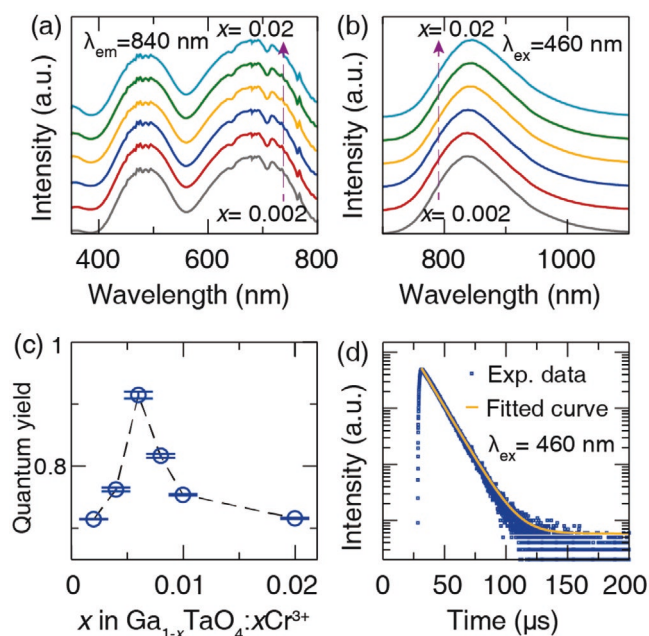 (a)
λem=840 nm
x= 0.02
x= 0.002
Intensity (a.u.)
400
600
800
Wavelength (nm)
(b)
x= 0.02
λex=460 nm
x= 0.002
Intensity (a.u.)
800
1000
Wavelength (nm)
(c)
1
0.8
Quantum yield
0
0.01
0.02
x in Ga1-xTaO4:xCr³⁺
(d)
Exp. data
Fitted curve
λex= 460 nm
Intensity (a.u.)
0
50
100
150
200
Time (µs)